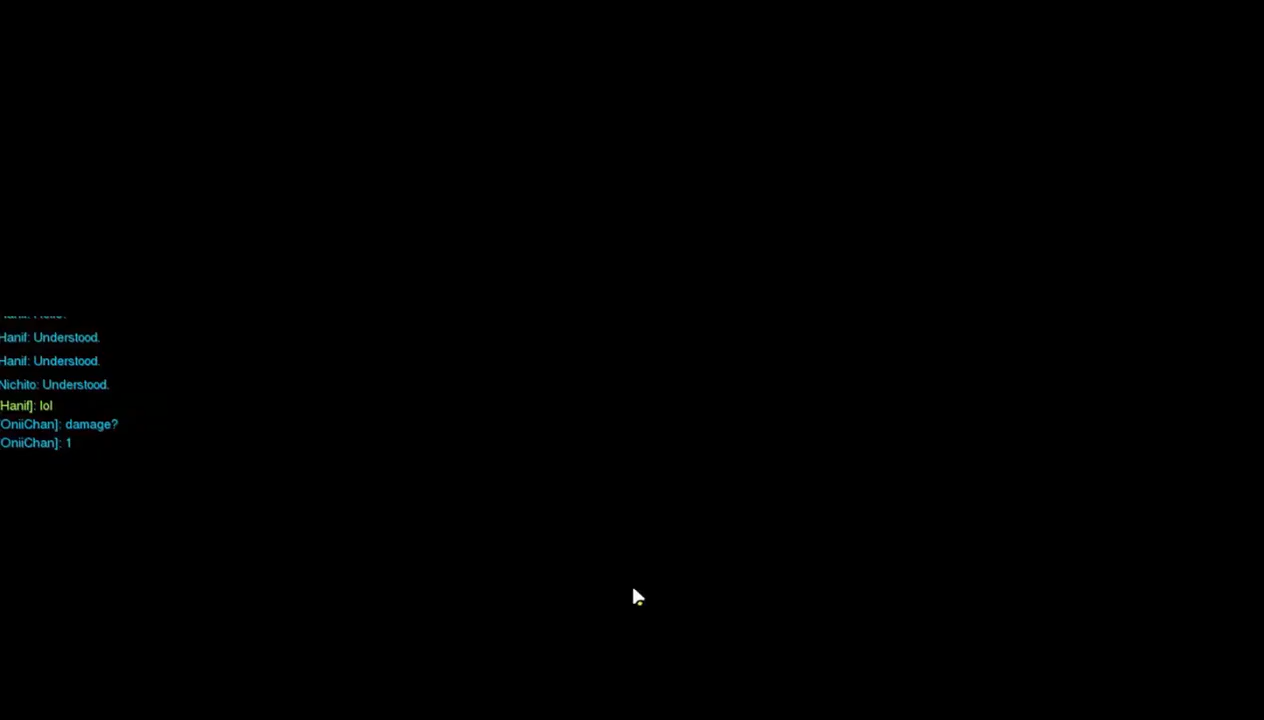 Hanif: Understood.
Hanif: Understood.
Nichito: Understood.
Hanif]: lol
OniiChan]: damage?
OniiChan]: 1